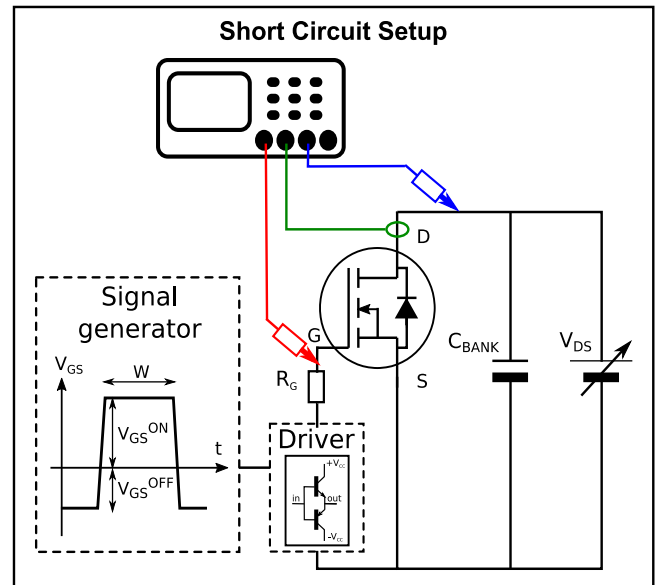 Short Circuit Setup
D
Signal
generator
G
V_DS
C_BANK
V_GS
W
S
R_G
V_GS^ON
t
Driver
+V_cc
V_GS^OFF
in
out
-V_cc